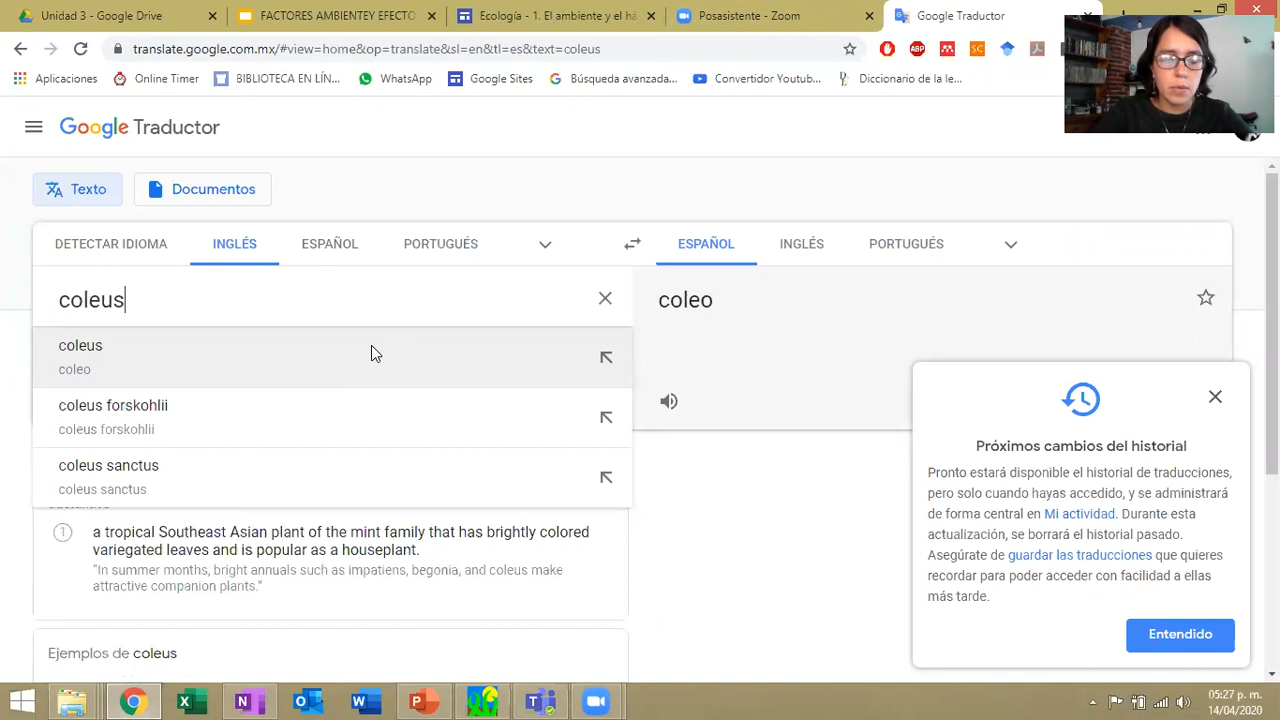 Unidad 3 - Google Drive
FACTORES AMBIENTEY EFECTO
Ecología - 1. El ambiente y el há
Posasistente - Zoom
Google Traductor
translate.google.com.mx/#view=home&op=translate&sl=en&tl=es&text=coleus
ABP
SC
Aplicaciones
Online Timer
BIBLIOTECA EN LÍN...
WhatsApp
Google Sites
Búsqueda avanzada...
Convertidor Youtub...
Diccionario de la le...
Google Traductor
Texto
Documentos
DETECTAR IDIOMA
INGLÉS
ESPAÑOL
PORTUGUÉS
ESPAÑOL
INGLÉS
PORTUGUÉS
coleus
coleo
coleus
coleo
coleus forskohlii
coleus forskohlii
coleus sanctus
coleus sanctus
1
a tropical Southeast Asian plant of the mint family that has brightly colored
variegated leaves and is popular as a houseplant.
"In summer months, bright annuals such as impatiens, begonia, and coleus make
attractive companion plants."
Ejemplos de coleus
Próximos cambios del historial
Pronto estará disponible el historial de traducciones,
pero solo cuando hayas accedido, y se administrará
de forma central en Mi actividad. Durante esta
actualización, se borrará el historial pasado.
Asegúrate de guardar las traducciones que quieres
recordar para poder acceder con facilidad a ellas
más tarde.
Entendido
05:27 p.m.
14/04/2020